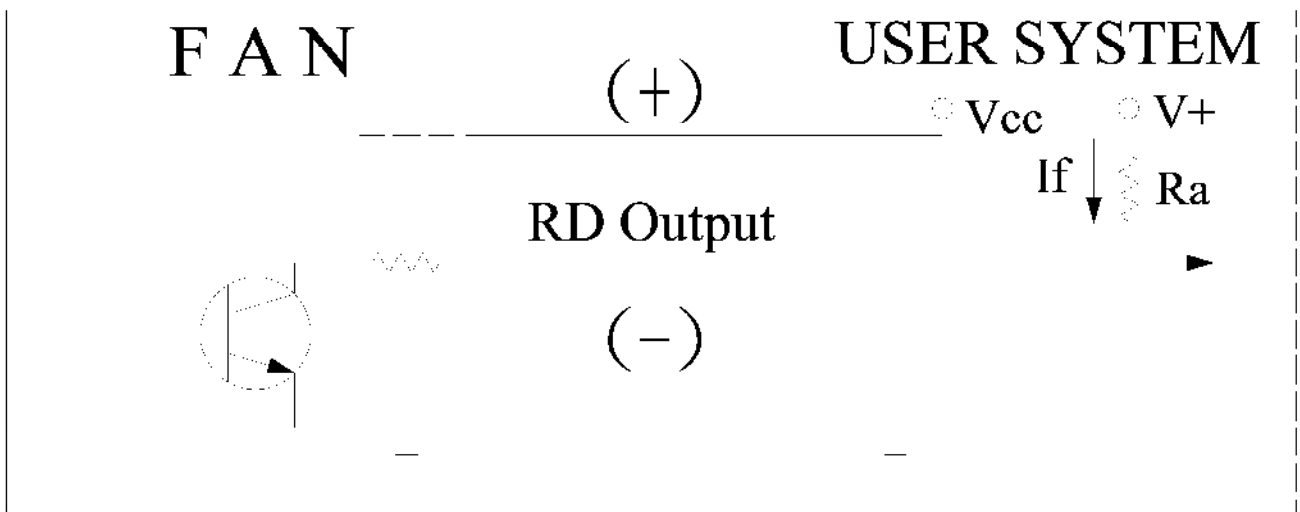 F A N
USER SYSTEM
(+)
Vcc
V+
If
Ra
RD Output
(-)